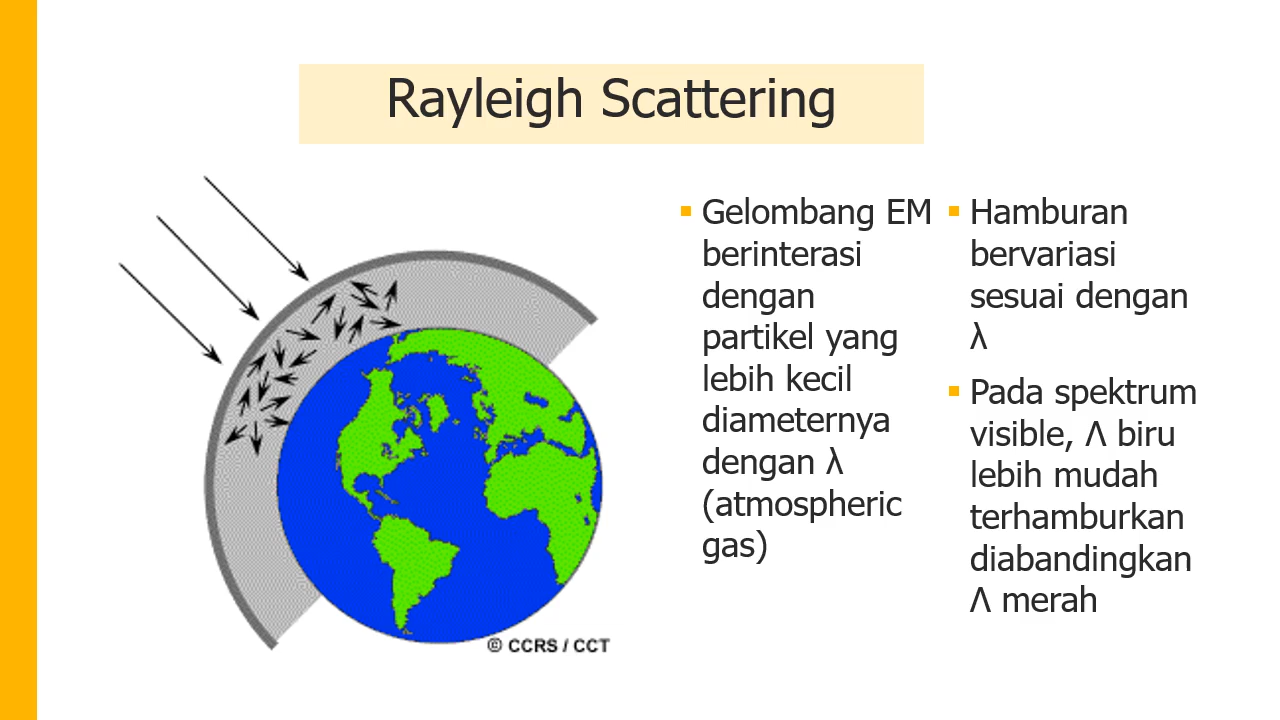 Rayleigh Scattering
▪ Gelombang EM
berinterasi
dengan
partikel yang
lebih kecil
diameternya
dengan λ
(atmospheric
gas)
▪ Hamburan
bervariasi
sesuai dengan
λ
▪ Pada spektrum
visible, Λ biru
lebih mudah
terhamburkan
diabandingkan
Λ merah
© CCRS / CCT